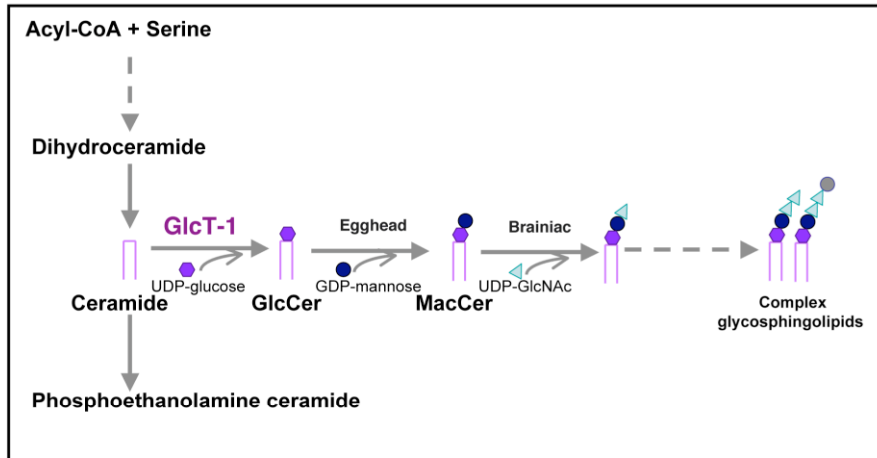 Acyl-CoA + Serine
Dihydroceramide
GlcT-1
Egghead
Brainiac
UDP-glucose
GDP-mannose
UDP-GlcNAc
Ceramide
GlcCer
MacCer
Complex
glycosphingolipids
Phosphoethanolamine ceramide